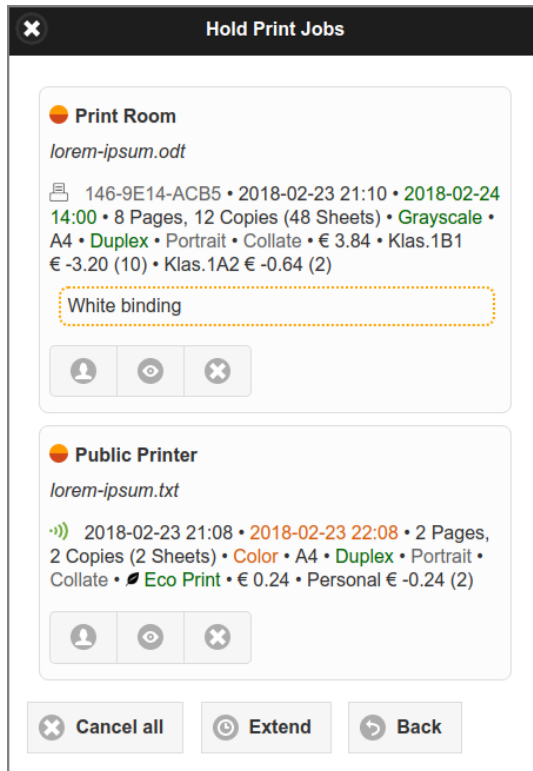 Hold Print Jobs
Print Room
lorem-ipsum.odt
146-9E14-ACB5 • 2018-02-23 21:10 • 2018-02-24
14:00 • 8 Pages, 12 Copies (48 Sheets) • Grayscale •
A4 • Duplex • Portrait • Collate • € 3.84 • Klas.1B1
€ -3.20 (10) • Klas.1A2 € -0.64 (2)
White binding
Public Printer
lorem-ipsum.txt
2018-02-23 21:08 • 2018-02-23 22:08 • 2 Pages,
2 Copies (2 Sheets) • Color • A4 • Duplex • Portrait •
Collate • Eco Print • € 0.24 • Personal € -0.24 (2)
Cancel all Extend Back